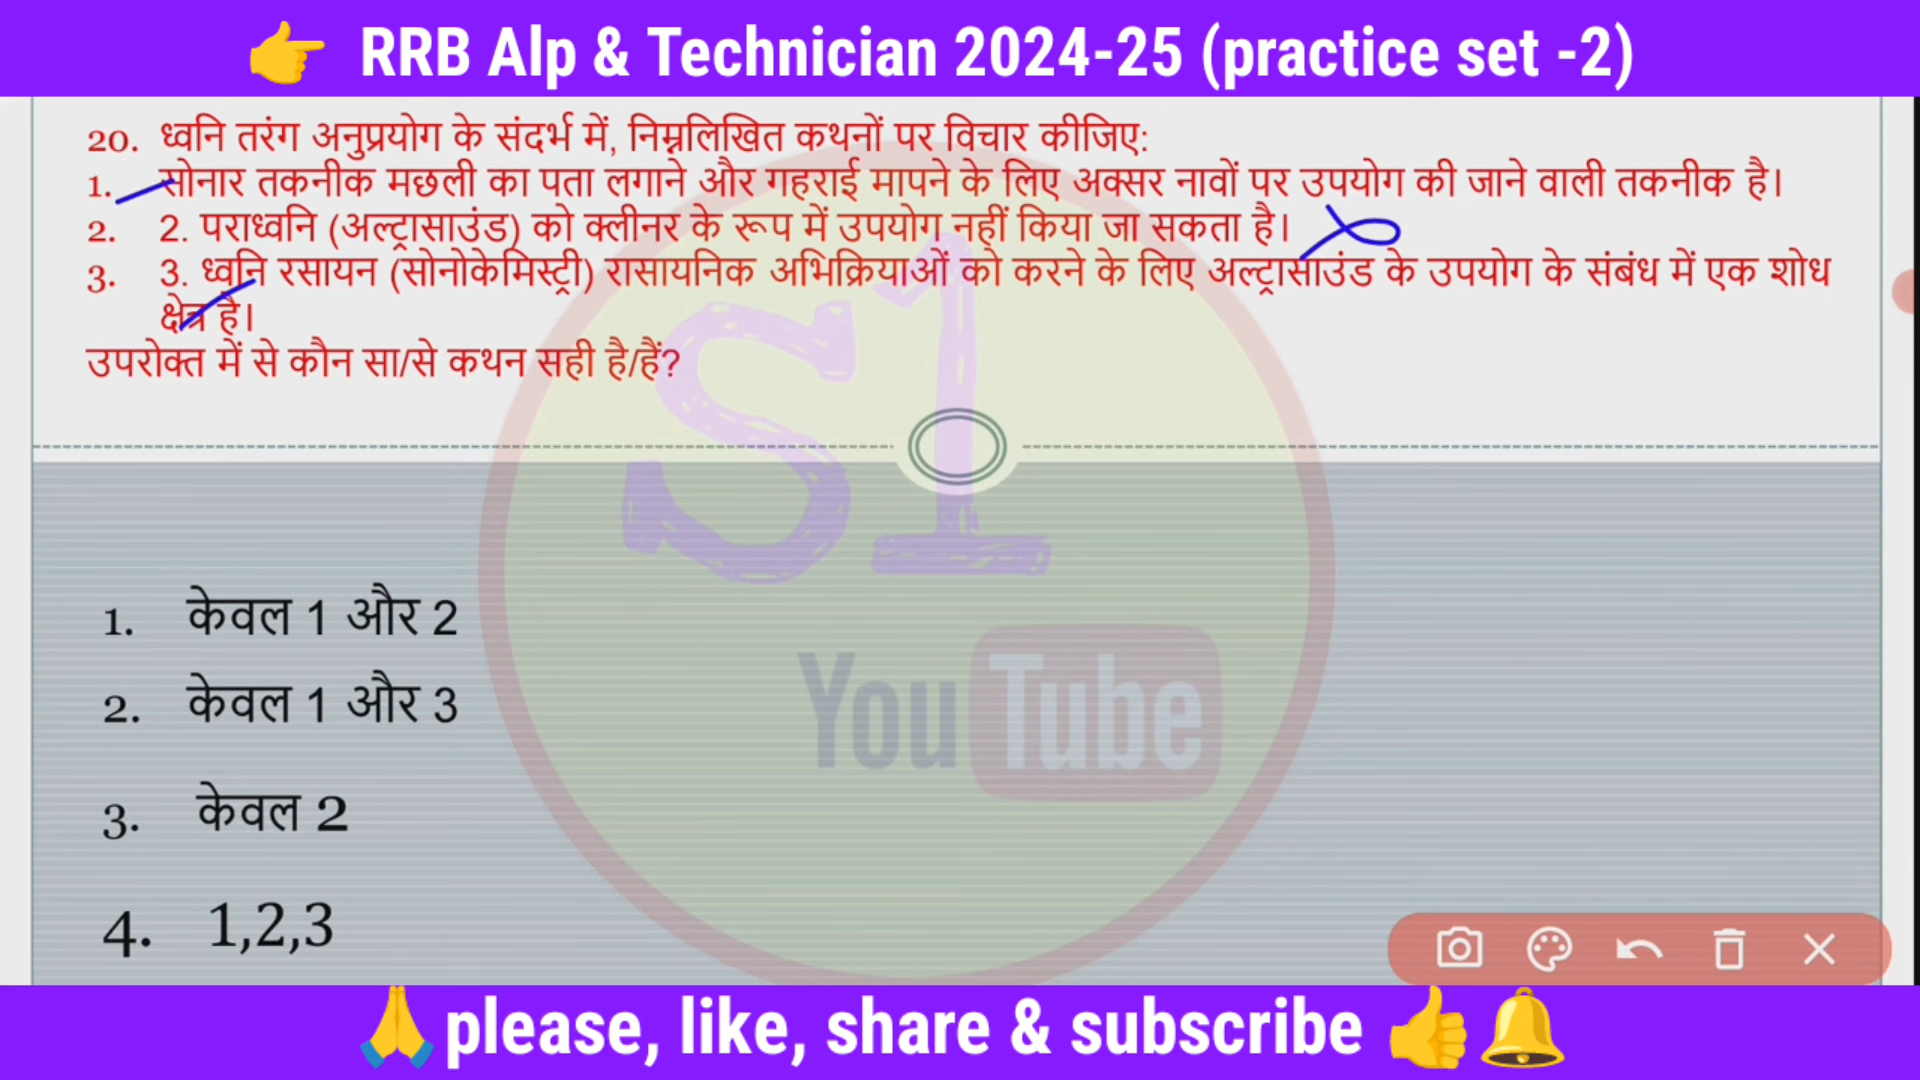 👉 RRB Alp & Technician 2024-25 (practice set -2)
20. ध्वनि तरंग अनुप्रयोग के संदर्भ में, निम्नलिखित कथनों पर विचार कीजिए:
1. सोनार तकनीक मछली का पता लगाने और गहराई मापने के लिए अक्सर नावों पर उपयोग की जाने वाली तकनीक है।
2. 2. पराध्वनि (अल्ट्रासाउंड) को क्लीनर के रूप में उपयोग नहीं किया जा सकता है।
3. 3. ध्वनि रसायन (सोनोकेमिस्ट्री) रासायनिक अभिक्रियाओं को करने के लिए अल्ट्रासाउंड के उपयोग के संबंध में एक शोध
क्षेत्र है।
उपरोक्त में से कौन सा/से कथन सही है/हैं?
S1
1. केवल 1 और 2
2. केवल 1 और 3
YouTube
3. केवल 2
4. 1,2,3
🙏 please, like, share & subscribe 👍🔔